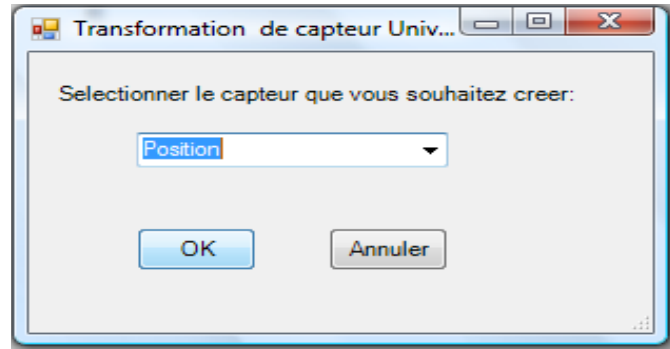 Transformation de capteur Univ...
Selectionner le capteur que vous souhaitez creer:
Position
OK Annuler